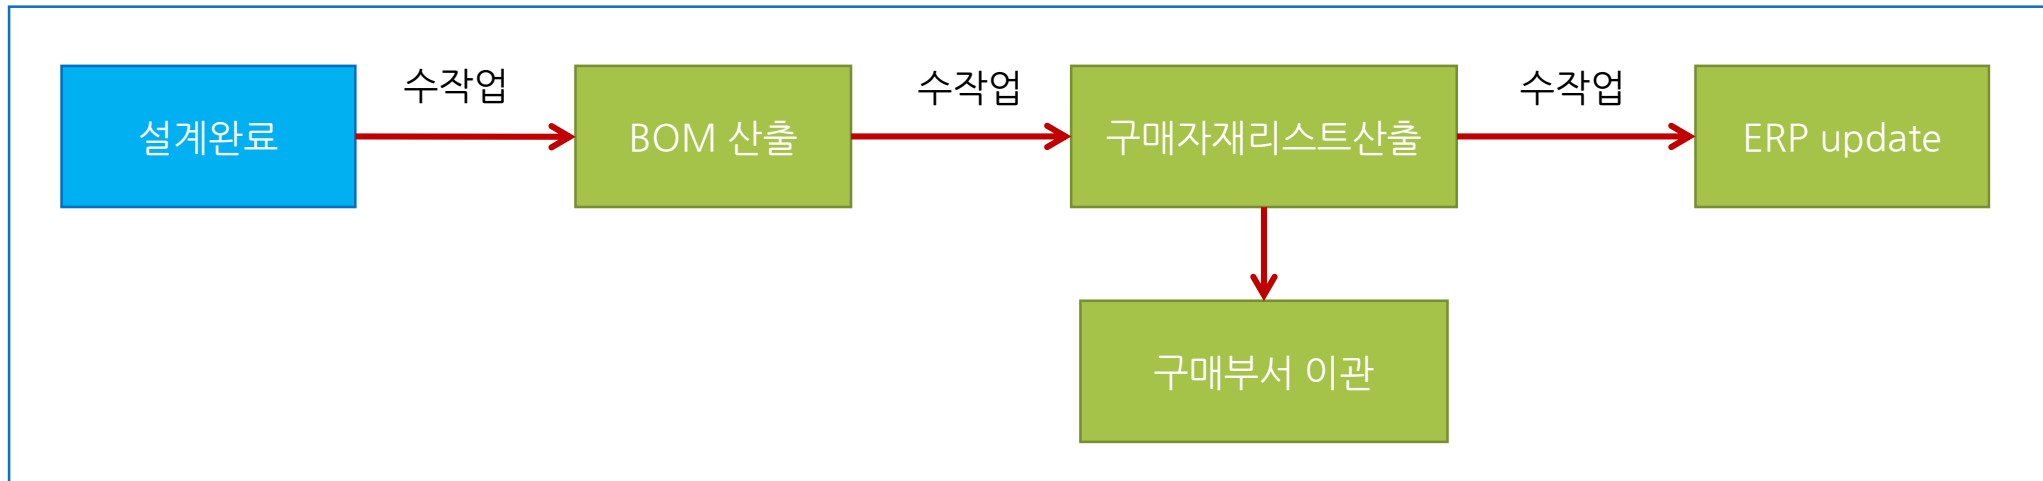 설계완료
수작업
BOM 산출
수작업
구매자재리스트산출
수작업
ERP update
구매부서 이관